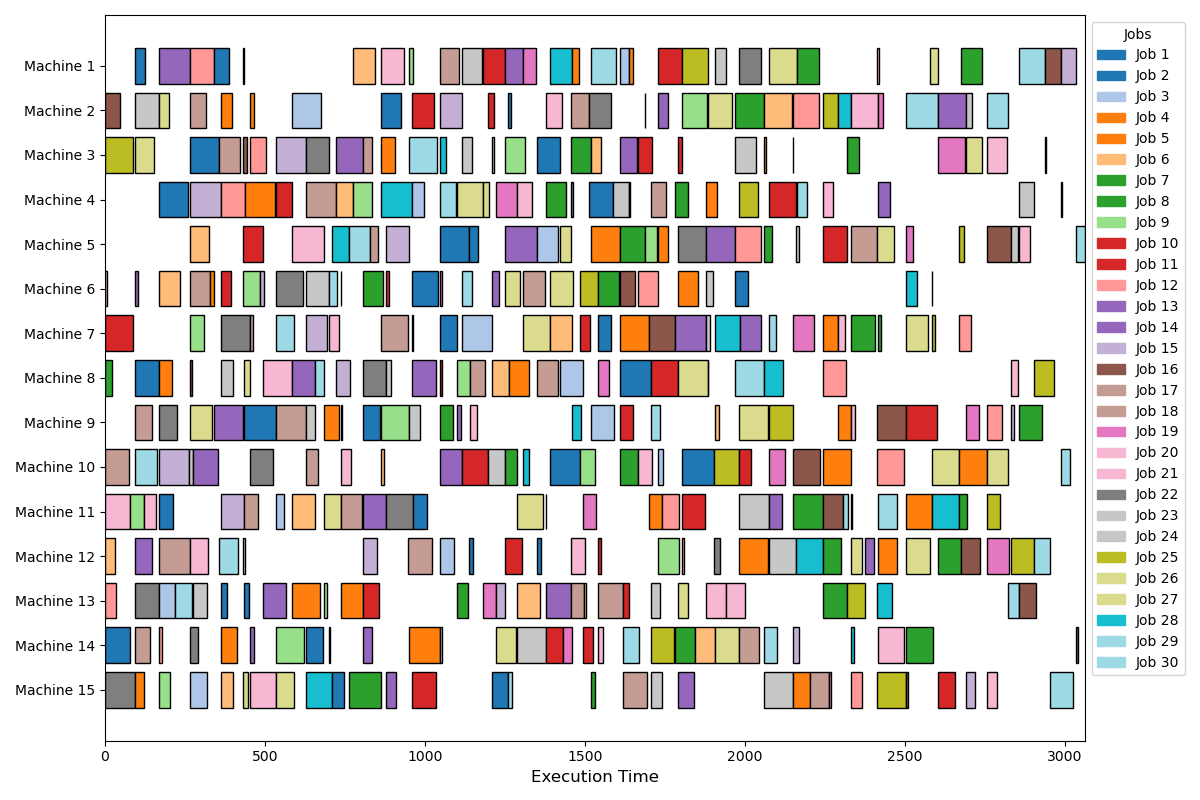 Machine 1
Machine 2
Machine 3
Machine 4
Machine 5
Machine 6
Machine 7
Machine 8
Machine 9
Machine 10
Machine 11
Machine 12
Machine 13
Machine 14
Machine 15
0 500 1000 1500 2000 2500 3000
Execution Time
Jobs
Job 1
Job 2
Job 3
Job 4
Job 5
Job 6
Job 7
Job 8
Job 9
Job 10
Job 11
Job 12
Job 13
Job 14
Job 15
Job 16
Job 17
Job 18
Job 19
Job 20
Job 21
Job 22
Job 23
Job 24
Job 25
Job 26
Job 27
Job 28
Job 29
Job 30